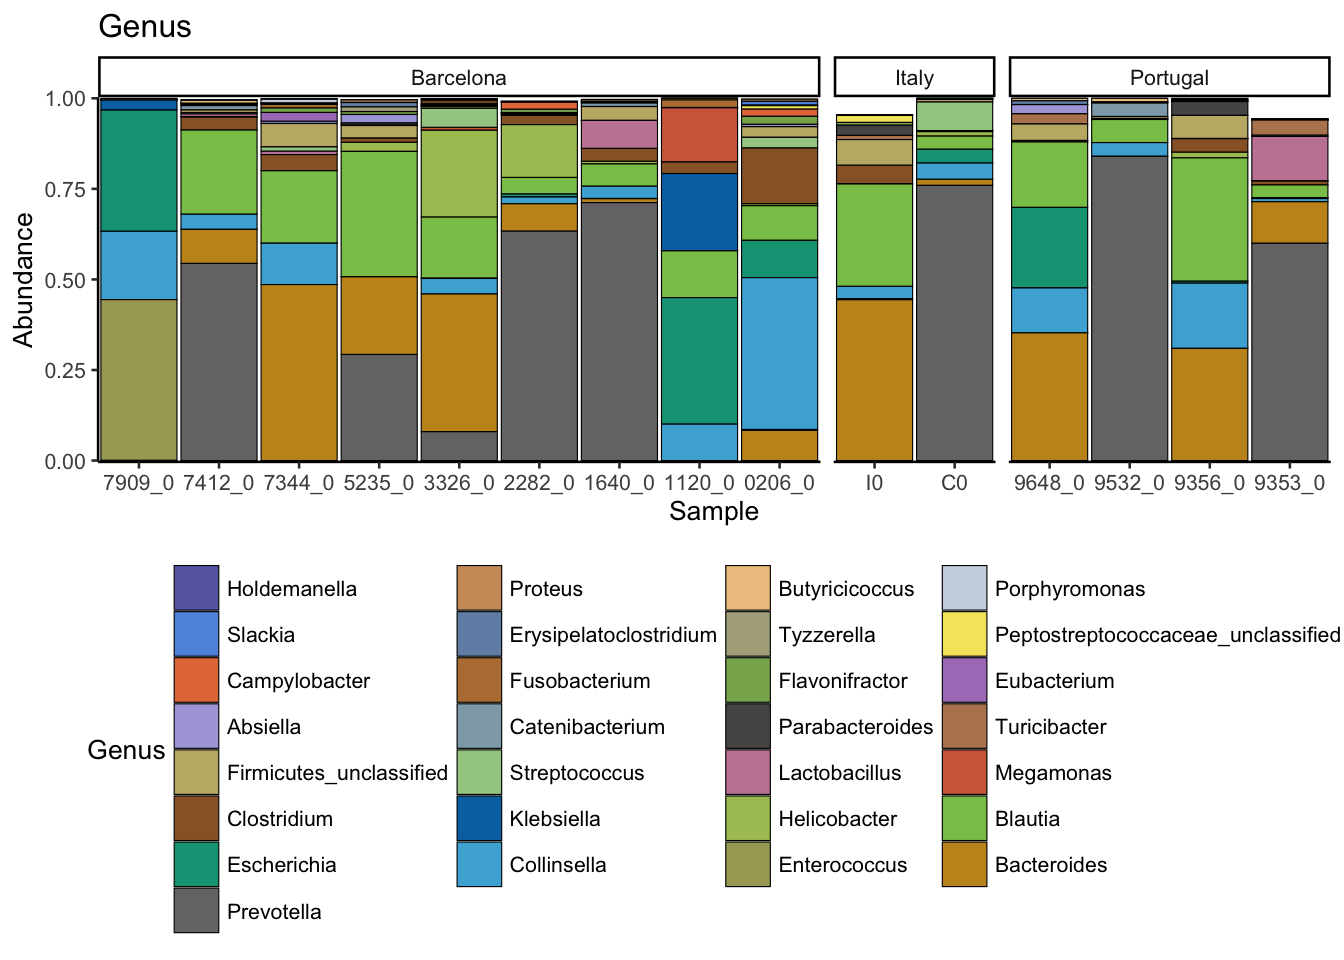 Genus
Barcelona Italy Portugal
1.00
0.75
0.50
0.25
0.00
Abundance
7909_0 7412_0 7344_0 5235_0 3326_0 2282_0 1640_0 1120_0 0206_0 I0 C0 9648_0 9532_0 9356_0 9353_0
Sample
Genus
Holdemanella Proteus Butyricicoccus Porphyromonas
Slackia Erysipelatoclostridium Tyzzerella Peptostreptococcaceae_unclassified
Campylobacter Fusobacterium Flavonifractor Eubacterium
Absiella Catenibacterium Parabacteroides Turicibacter
Firmicutes_unclassified Streptococcus Lactobacillus Megamonas
Clostridium Klebsiella Helicobacter Blautia
Escherichia Collinsella Enterococcus Bacteroides
Prevotella